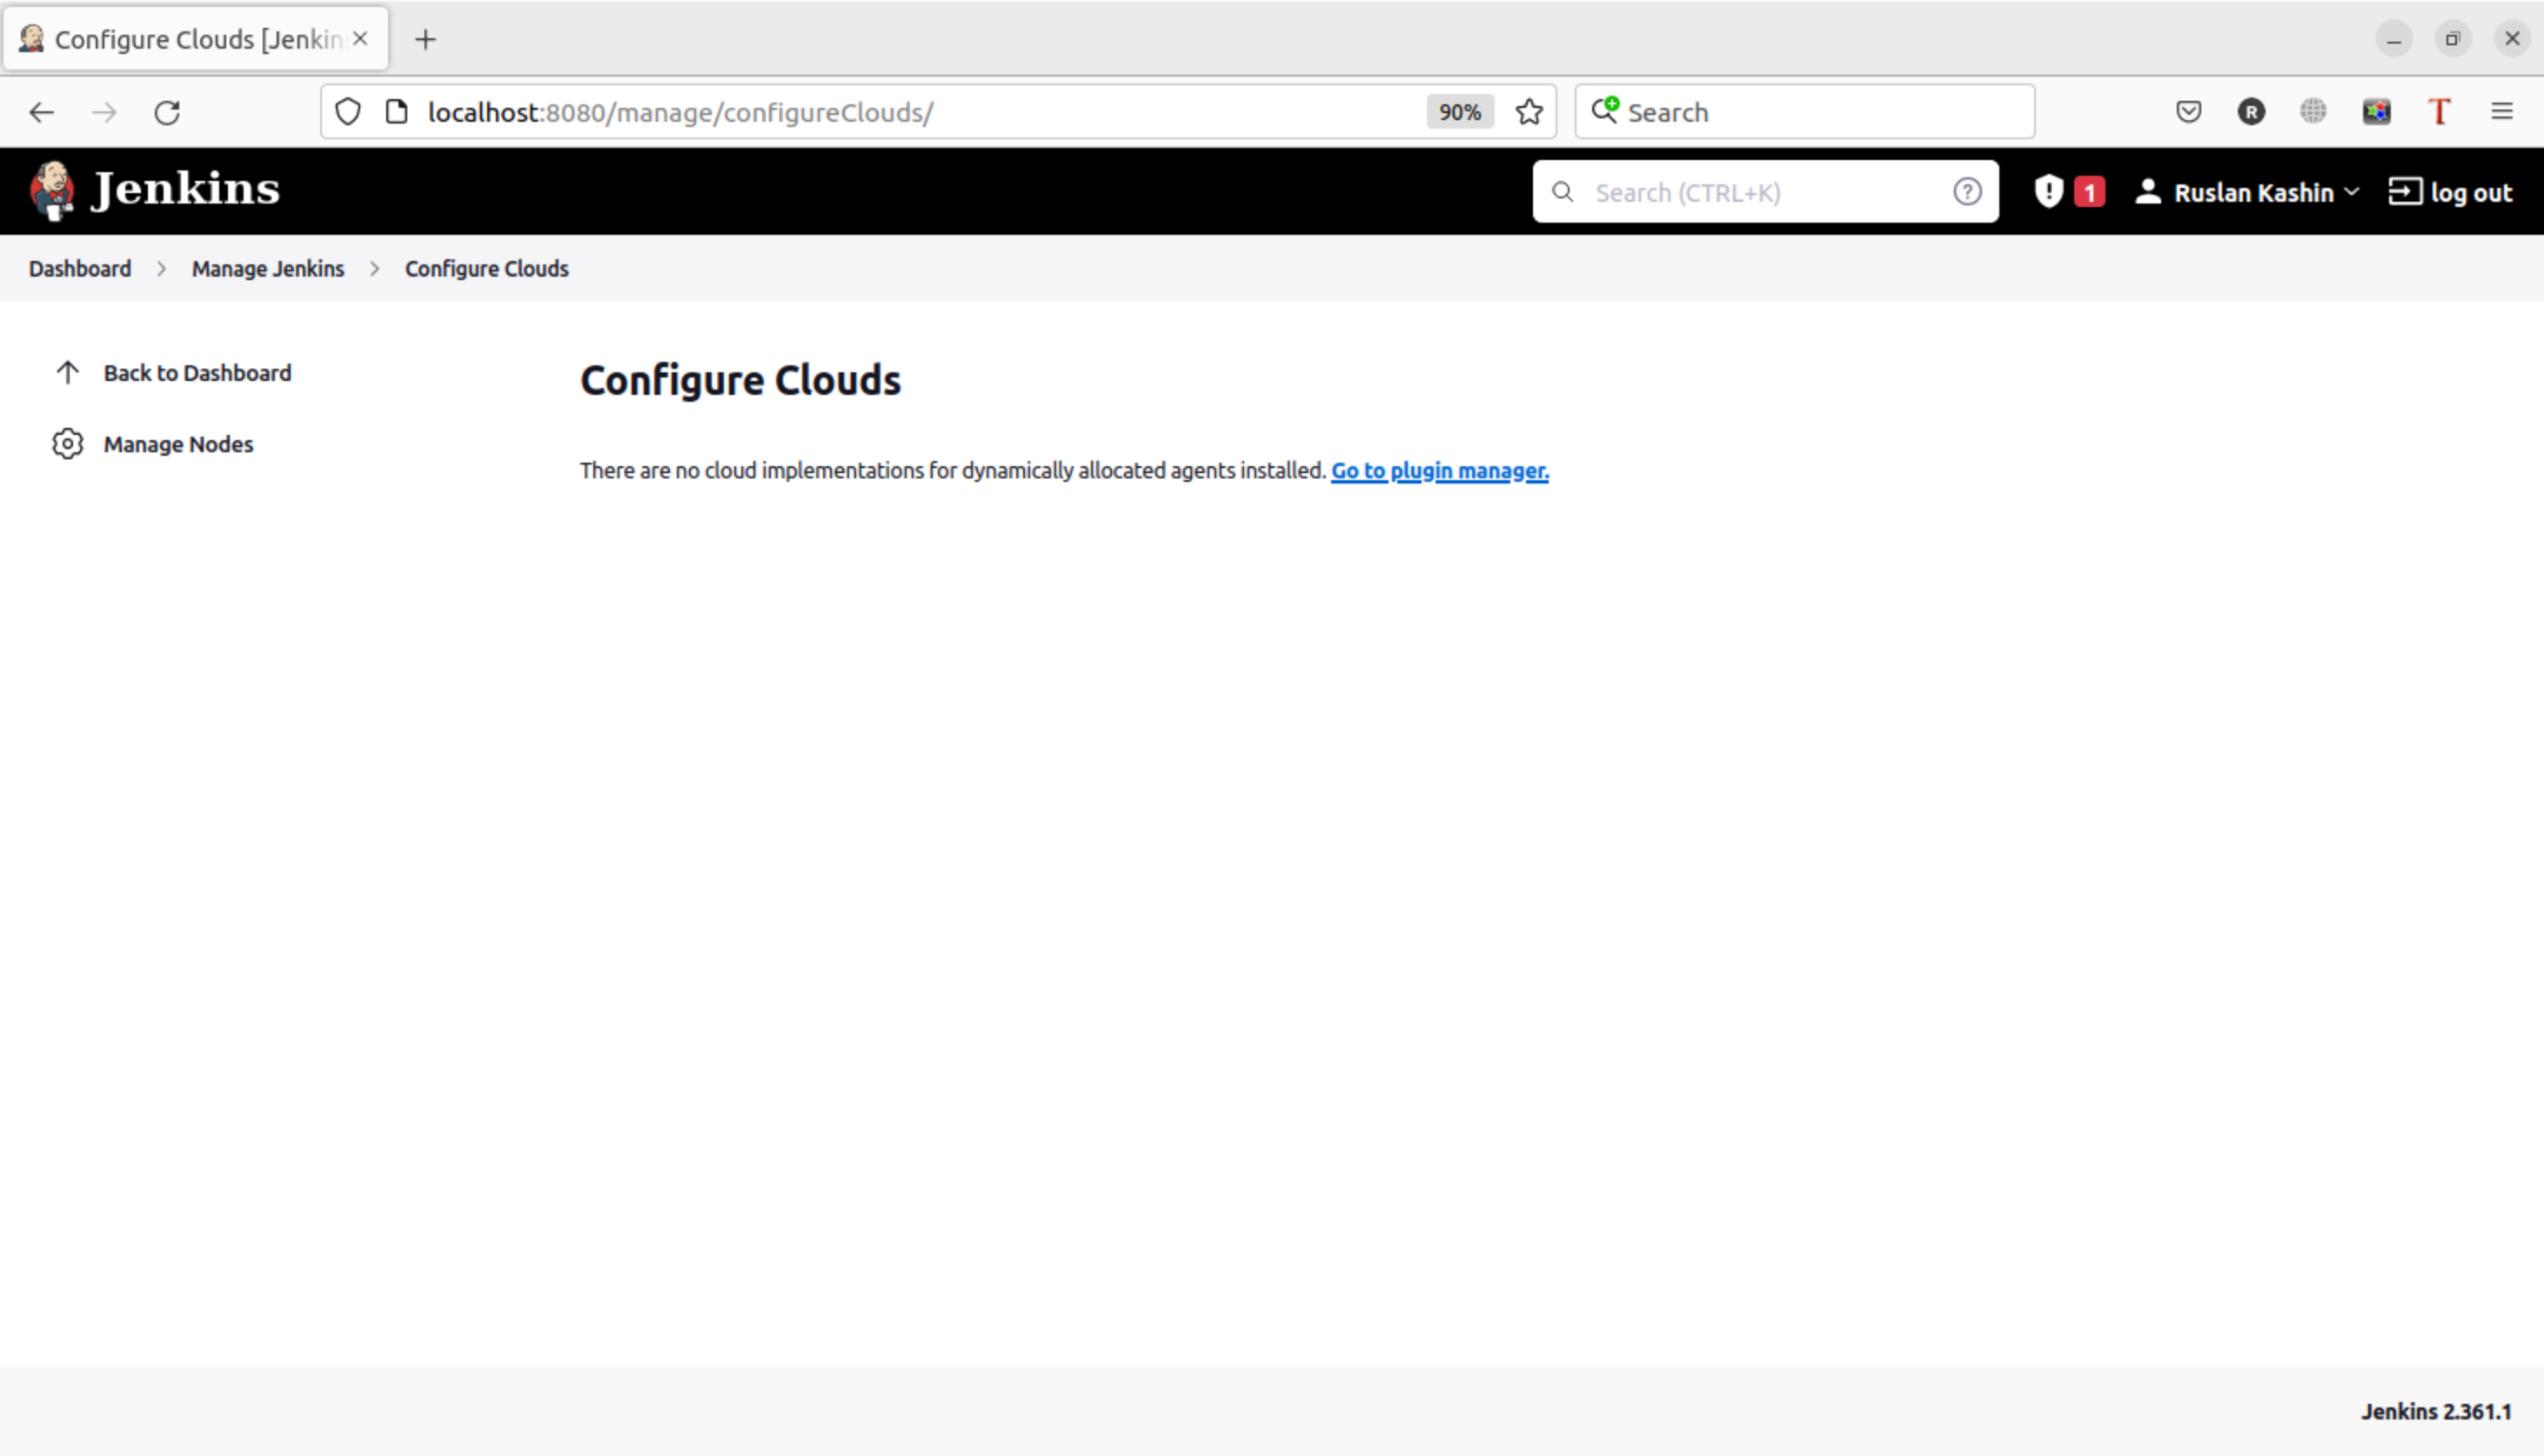 Configure Clouds [Jenkin
localhost:8080/manage/configureClouds/
90%
Search
R
T
Jenkins
Search (CTRL+K)
1
Ruslan Kashin
log out
Dashboard
Manage Jenkins
Configure Clouds
Back to Dashboard
Manage Nodes
Configure Clouds
There are no cloud implementations for dynamically allocated agents installed. Go to plugin manager.
Jenkins 2.361.1